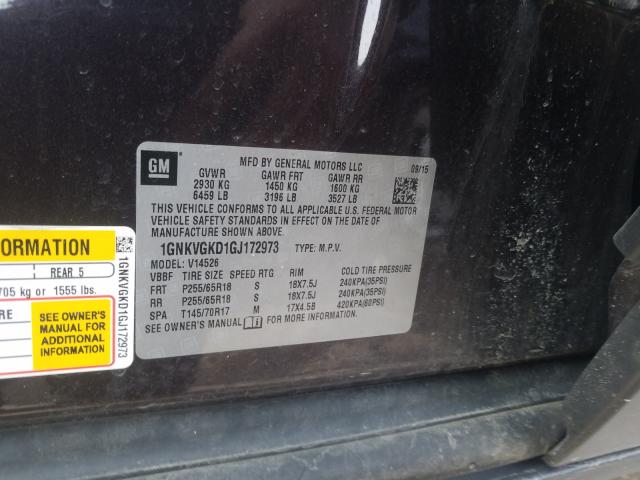 GM
MFD BY GENERAL MOTORS LLC 09/15
GVWR GAWR FRT GAWR RR
2930 KG 1450 KG 1600 KG
6459 LB 3196 LB 3527 LB
THIS VEHICLE CONFORMS TO ALL APPLICABLE U.S. FEDERAL MOTOR
VEHICLE SAFETY STANDARDS IN EFFECT ON THE DATE OF
MANUFACTURE SHOWN ABOVE.
1GNKVGKD1GJ172973 TYPE: M.P.V.
MODEL: V14526
VBBF TIRE SIZE SPEED RTG RIM COLD TIRE PRESSURE
FRT P255/65R18 S 18X7.5J 240KPA(35PSI)
RR P255/65R18 S 18X7.5J 240KPA(35PSI)
SPA T145/70R17 M 17X4.5B 420KPA(60PSI)
SEE OWNER'S MANUAL FOR MORE INFORMATION.
ORMATION
REAR 5
705 kg or 1555 lbs.
RE
SEE OWNER'S
MANUAL FOR
ADDITIONAL
INFORMATION
1GNKVGKD1GJ172973